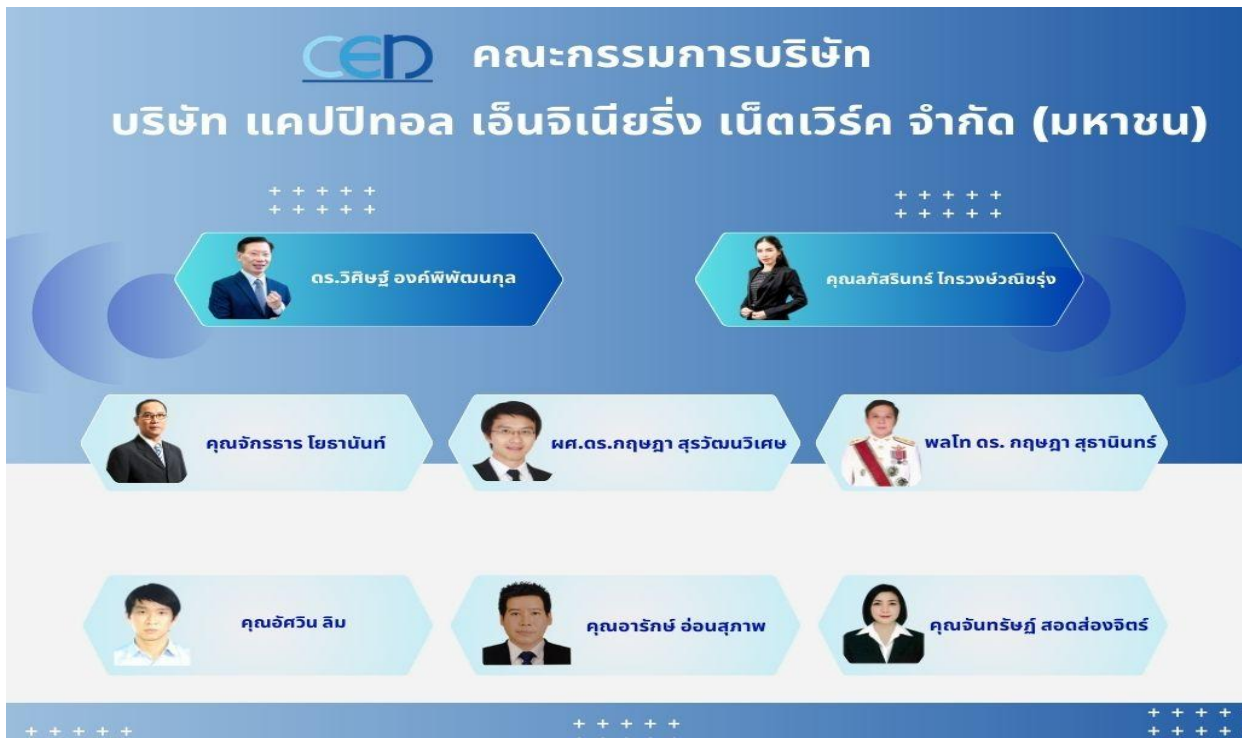 CEN คณะกรรมการบริษัท
บริษัท แคปปิทอล เอ็นจิเนียริ่ง เน็ตเวิร์ค จำกัด (มหาชน)
ดร.วิศิษฐ์ องค์พิพัฒนกุล
คุณลภัสรินทร์ ไกรวงษ์วณิชรุ่ง
คุณจักรธาร โยธานันท์
ผศ.ดร.กฤษฎา สุรวัฒนวิเศษ
พลโท ดร. กฤษฎา สุธานินทร์
คุณอัศวิน ลิม
คุณอารักษ์ อ่อนสุภาพ
คุณจันทรัษฏ์ สอดส่องจิตร์